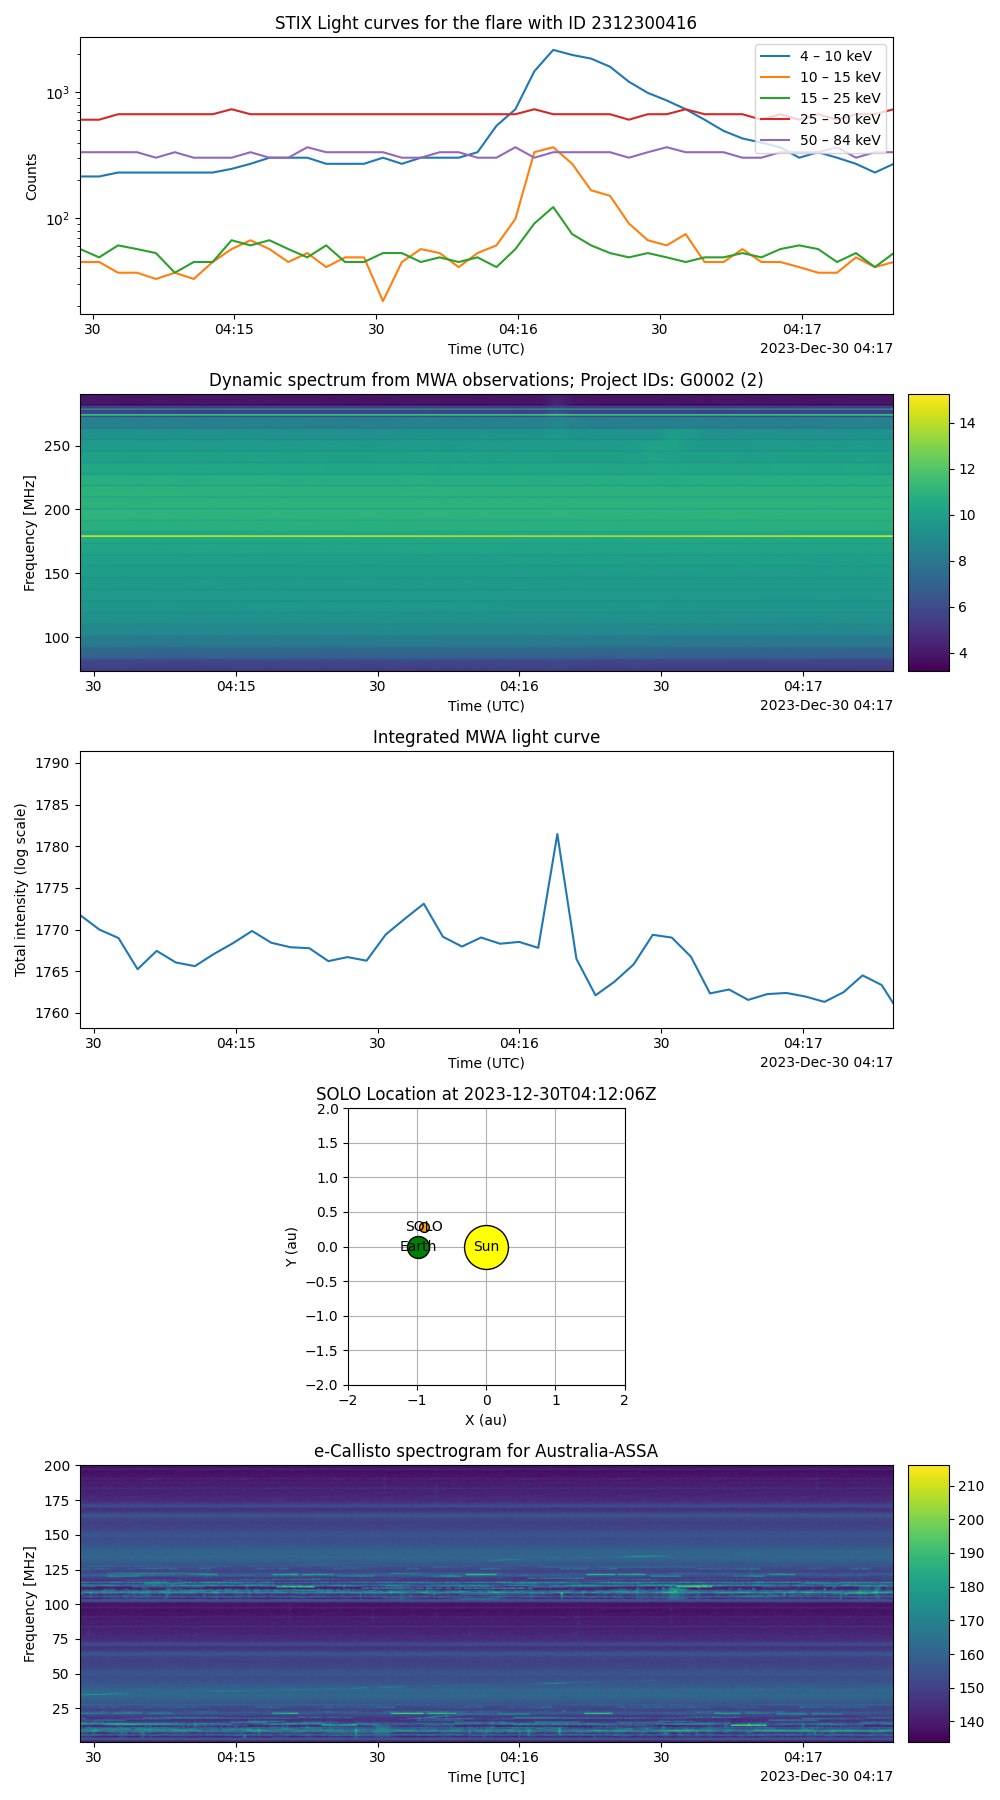 STIX Light curves for the flare with ID 2312300416
4 – 10 keV
10 – 15 keV
15 – 25 keV
25 – 50 keV
50 – 84 keV
10³
10²
Counts
30 04:15 30 04:16 30 04:17
Time (UTC)
2023-Dec-30 04:17
Dynamic spectrum from MWA observations; Project IDs: G0002 (2)
250
200
150
100
Frequency [MHz]
14
12
10
8
6
4
30 04:15 30 04:16 30 04:17
Time (UTC)
2023-Dec-30 04:17
Integrated MWA light curve
1790
1785
1780
1775
1770
1765
1760
Total intensity (log scale)
30 04:15 30 04:16 30 04:17
Time (UTC)
2023-Dec-30 04:17
SOLO Location at 2023-12-30T04:12:06Z
2.0
1.5
1.0
0.5
0.0
−0.5
−1.0
−1.5
−2.0
Y (au)
SOLO
Earth
Sun
−2 −1 0 1 2
X (au)
e-Callisto spectrogram for Australia-ASSA
200
175
150
125
100
75
50
25
Frequency [MHz]
210
200
190
180
170
160
150
140
30 04:15 30 04:16 30 04:17
Time [UTC]
2023-Dec-30 04:17